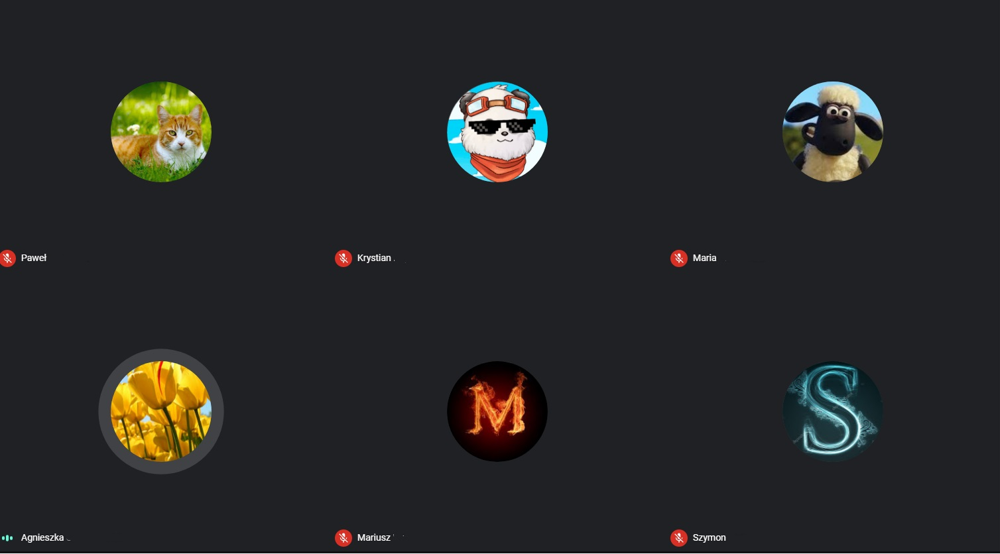 Paweł
Krystian
Maria
M
S
Agnieszka
Mariusz
Szymon